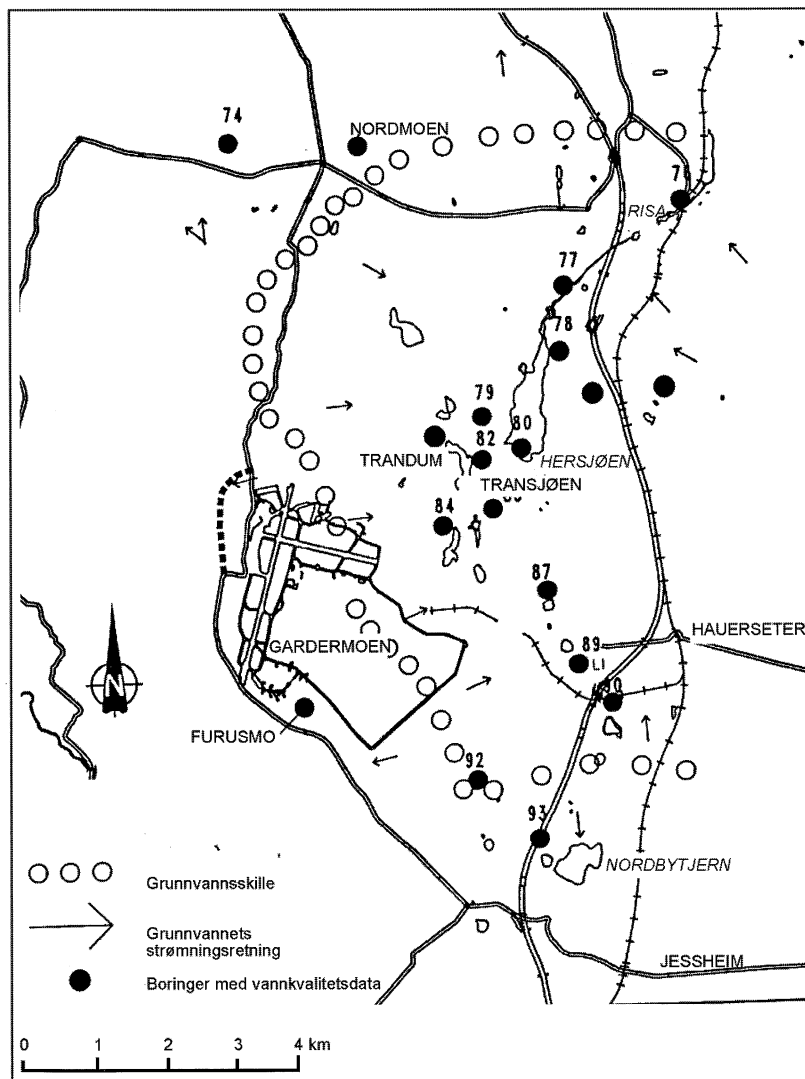 74
NORDMOEN
RISA
77
78
79
80
82
TRANDUM
HERSJØEN
TRANSJØEN
84
87
HAUERSETER
89
GARDERMOEN
N
FURUSMO
92
93
NORDBYTJERN
Grunnvannsskille
Grunnvannets
strømningsretning
JESSHEIM
Boringer med vannkvalitetsdata
0 1 2 3 4 km